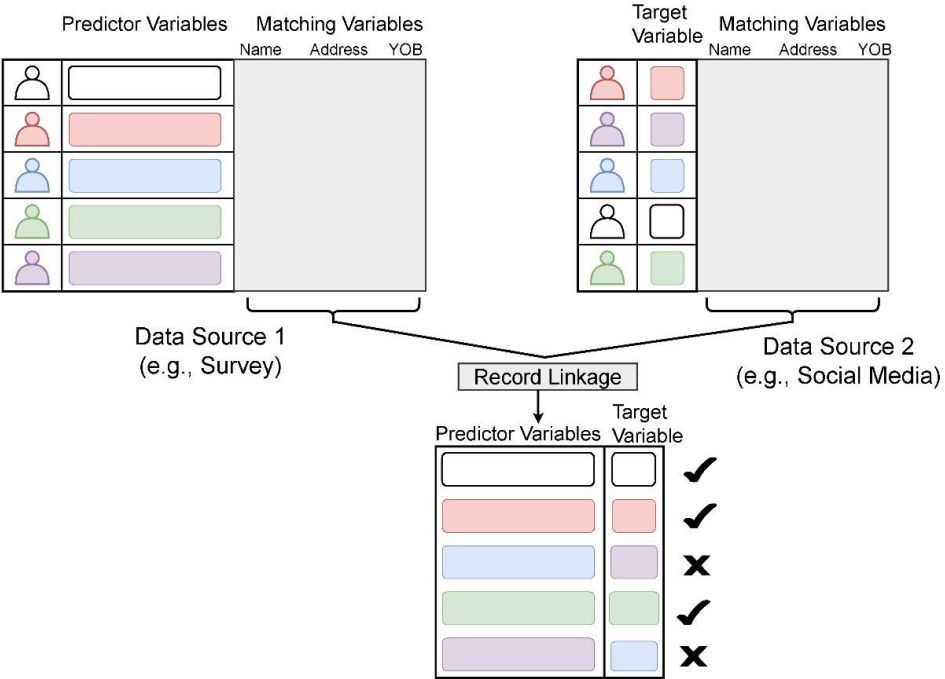 Predictor Variables
Matching Variables
Name Address YOB
Target
Variable
Matching Variables
Name Address YOB
Data Source 1
(e.g., Survey)
Data Source 2
(e.g., Social Media)
Record Linkage
Predictor Variables
Target
Variable